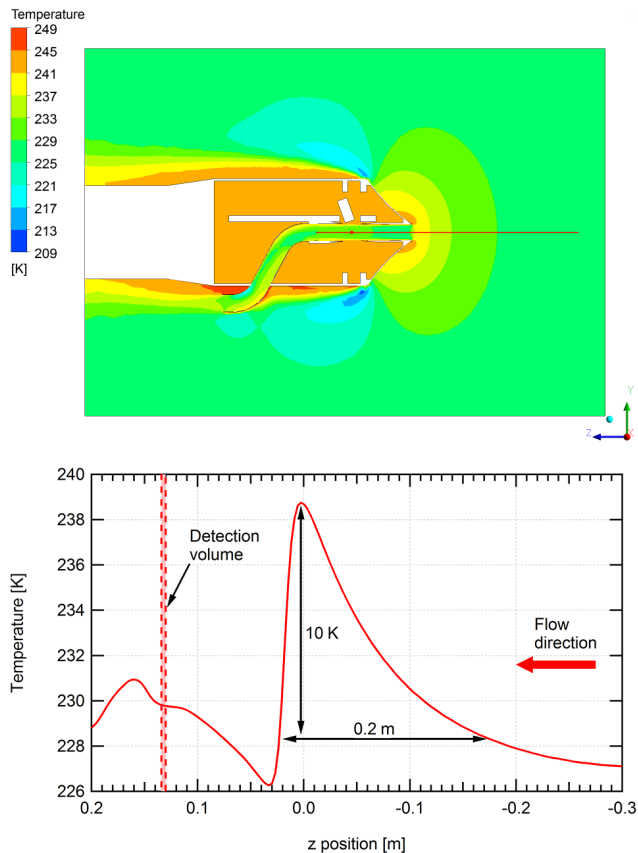 Temperature
249
245
241
237
233
229
225
221
217
213
209
[K]
Y
Z
X
240
238
236
234
232
230
228
226
Temperature [K]
Detection
volume
10 K
0.2 m
Flow
direction
0.2
0.1
0.0
-0.1
-0.2
-0.3
z position [m]